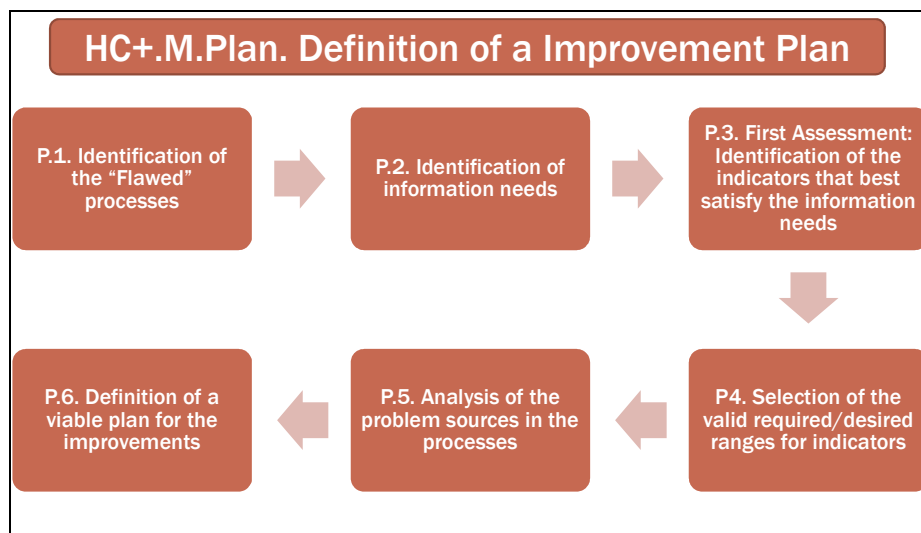 HC+.M.Plan. Definition of a Improvement Plan
P.1. Identification of
the “Flawed”
processes
P.2. Identification of
information needs
P.3. First Assessment:
Identification of the
indicators that best
satisfy the information
needs
P4. Selection of the
valid required/desired
ranges for indicators
P.5. Analysis of the
problem sources in the
processes
P.6. Definition of a
viable plan for the
improvements